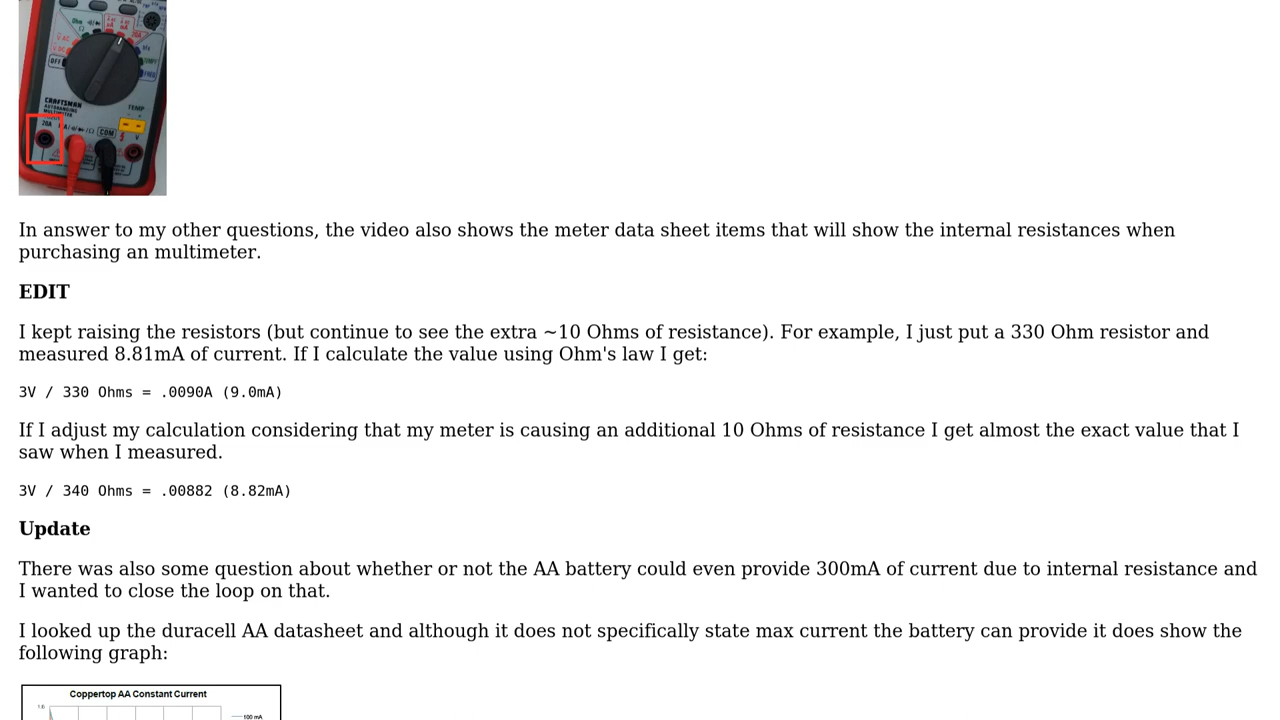 OFF
CRAFTSMAN
AUTORANGING
MULTIMETER
TEMP
20A
COM
In answer to my other questions, the video also shows the meter data sheet items that will show the internal resistances when
purchasing an multimeter.
EDIT
I kept raising the resistors (but continue to see the extra ~10 Ohms of resistance). For example, I just put a 330 Ohm resistor and
measured 8.81mA of current. If I calculate the value using Ohm's law I get:
3V / 330 Ohms = .0090A (9.0mA)
If I adjust my calculation considering that my meter is causing an additional 10 Ohms of resistance I get almost the exact value that I
saw when I measured.
3V / 340 Ohms = .00882 (8.82mA)
Update
There was also some question about whether or not the AA battery could even provide 300mA of current due to internal resistance and
I wanted to close the loop on that.
I looked up the duracell AA datasheet and although it does not specifically state max current the battery can provide it does show the
following graph:
Coppertop AA Constant Current
1.6
100 mA